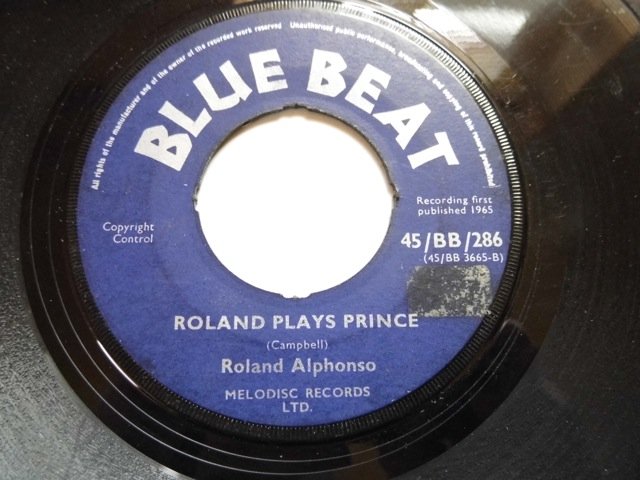 All rights of the manufacturer and of the owner of the recorded work reserved
Unauthorised public performance, broadcasting and copying of this record prohibited
BLUE BEAT
Recording first
published 1965
Copyright
Control
45/BB/286
(45/BB 3665-B)
ROLAND PLAYS PRINCE
(Campbell)
Roland Alphonso
MELODISC RECORDS
LTD.